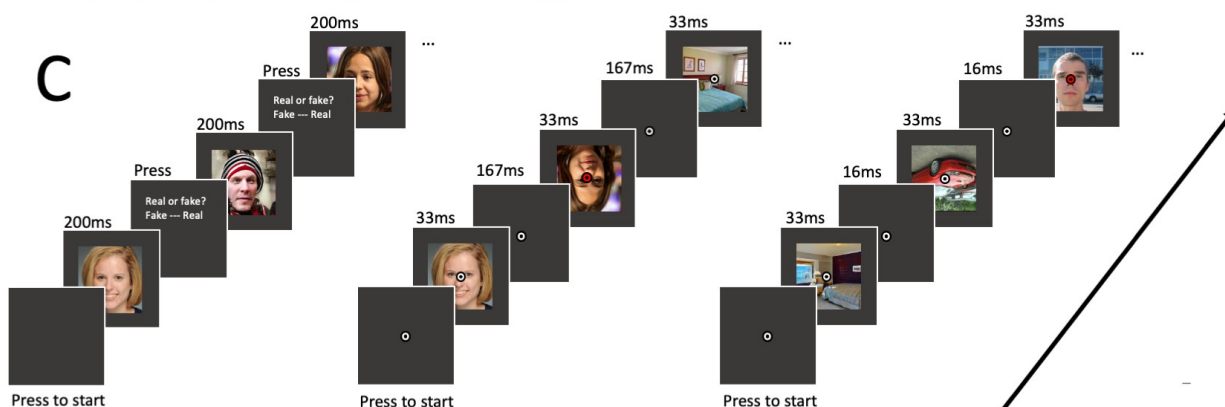 C
200ms
...
Press
Real or fake?
Fake --- Real
200ms
Press
Real or fake?
Fake --- Real
200ms
Press to start
33ms
...
167ms
33ms
167ms
33ms
Press to start
33ms
...
16ms
33ms
16ms
33ms
Press to start